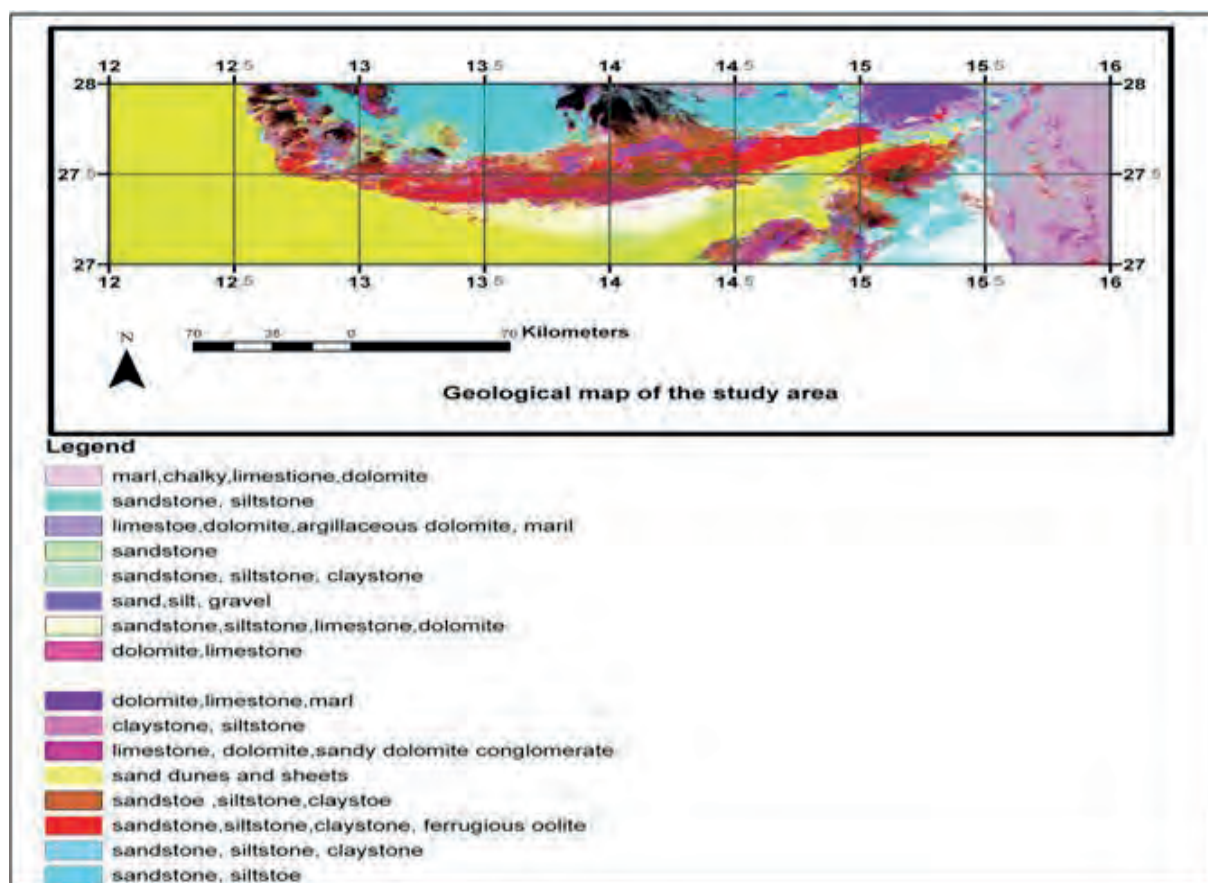 12 12.5 13 13.5 14 14.5 15 15.5 16
28 28
27.5 27.5
27 27
12 12.5 13 13.5 14 14.5 15 15.5 16
N
70 35 0 70 Kilometers
Geological map of the study area
Legend
marl,chalky,limestione,dolomite
sandstone, siltstone
limestoe,dolomite,argillaceous dolomite, maril
sandstone
sandstone, siltstone, claystone
sand,silt, gravel
sandstone,siltstone,limestone,dolomite
dolomite,limestone
dolomite,limestone,marl
claystone, siltstone
limestone, dolomite,sandy dolomite conglomerate
sand dunes and sheets
sandstoe ,siltstone,claystoe
sandstone,siltstone,claystone, ferrugious oolite
sandstone, siltstone, claystone
sandstone, siltstoe